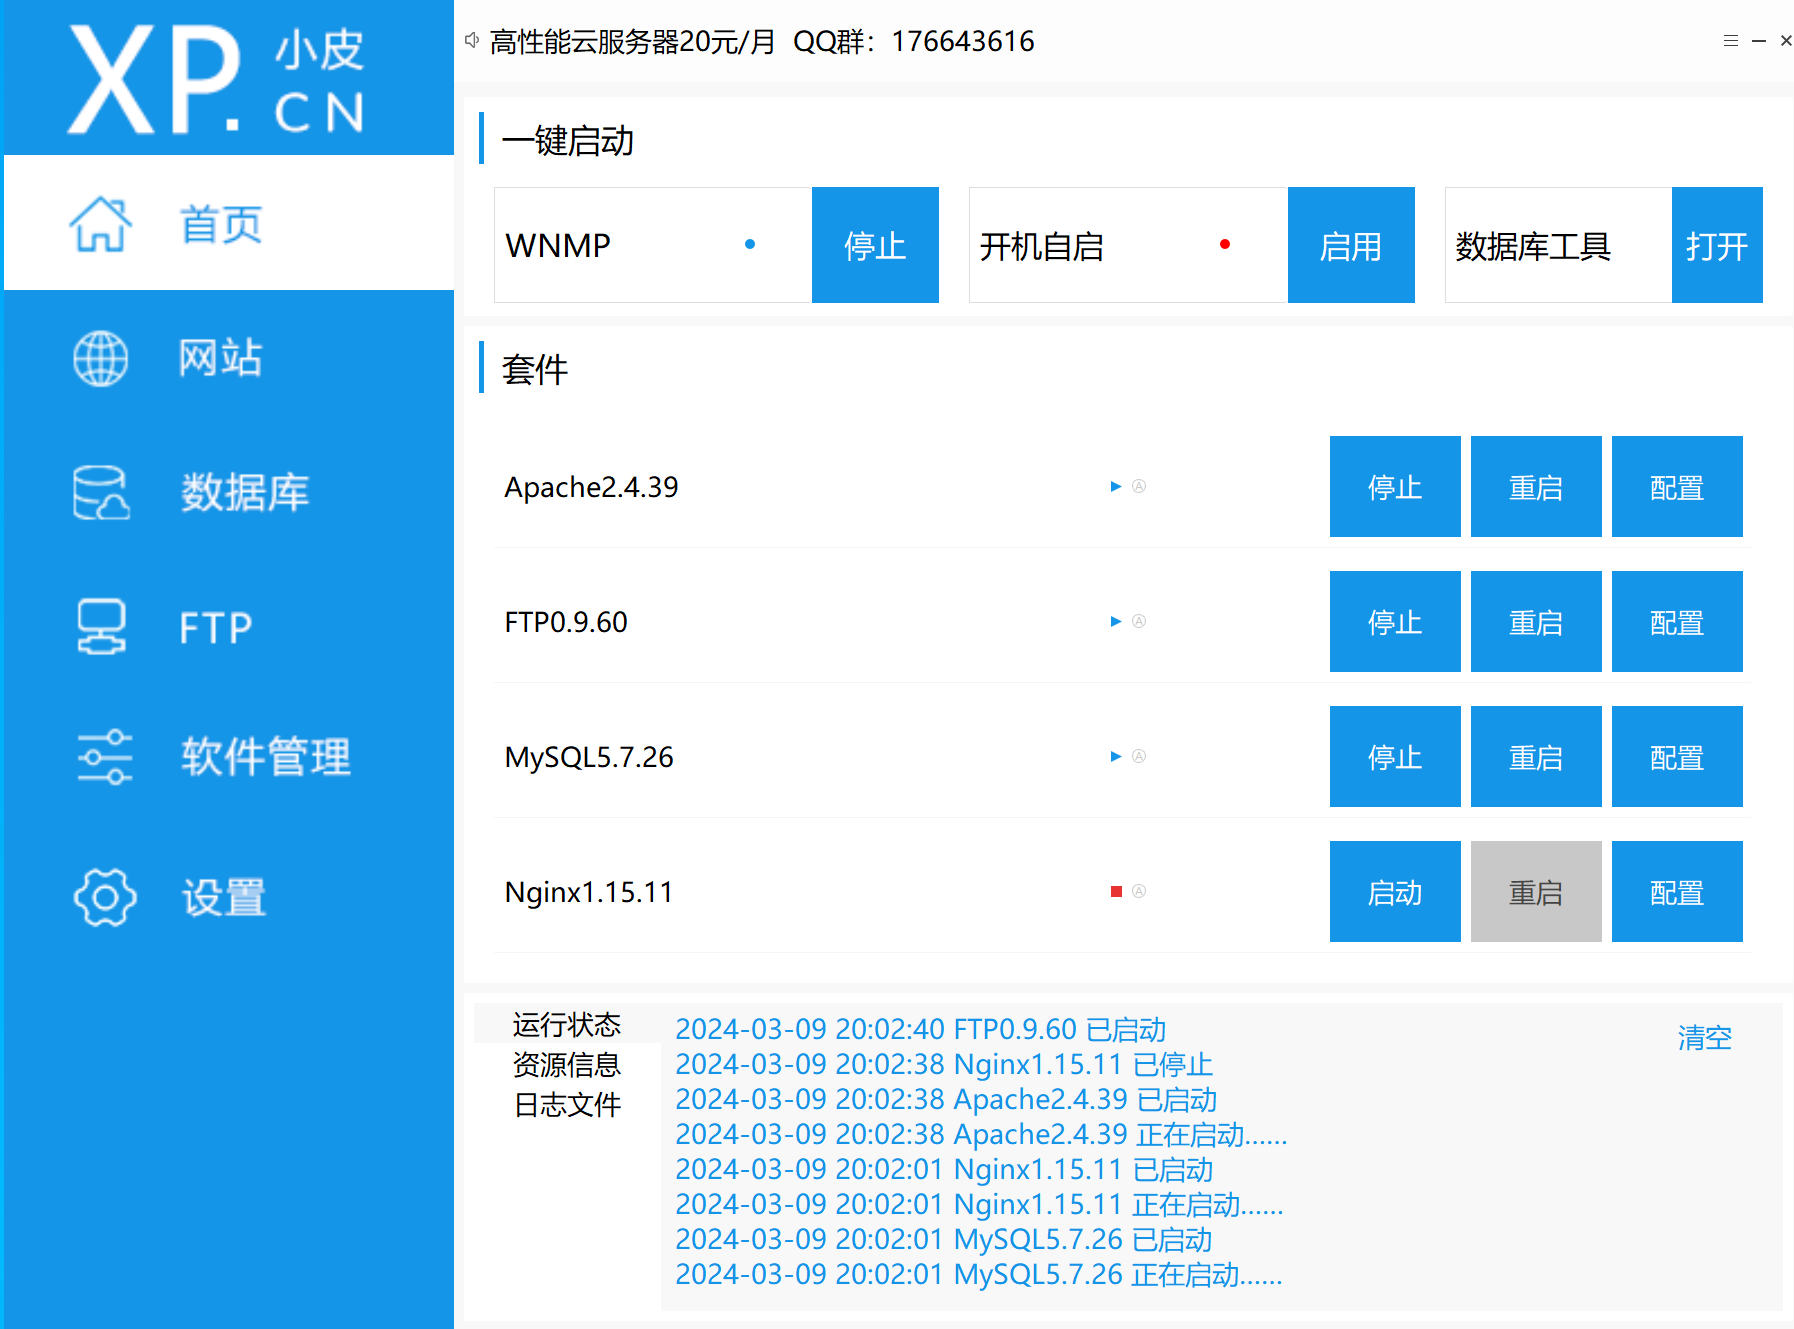 XP.小皮
CN
高性能云服务器20元/月 QQ群：176643616
首页
网站
数据库
FTP
软件管理
设置
一键启动
WNMP 停止 开机自启 启用 数据库工具 打开
套件
Apache2.4.39 Ⓐ 停止 重启 配置
FTP0.9.60 Ⓐ 停止 重启 配置
MySQL5.7.26 Ⓐ 停止 重启 配置
Nginx1.15.11 Ⓐ 启动 重启 配置
运行状态
资源信息
日志文件
2024-03-09 20:02:40 FTP0.9.60 已启动
2024-03-09 20:02:38 Nginx1.15.11 已停止
2024-03-09 20:02:38 Apache2.4.39 已启动
2024-03-09 20:02:38 Apache2.4.39 正在启动......
2024-03-09 20:02:01 Nginx1.15.11 已启动
2024-03-09 20:02:01 Nginx1.15.11 正在启动......
2024-03-09 20:02:01 MySQL5.7.26 已启动
2024-03-09 20:02:01 MySQL5.7.26 正在启动......
清空